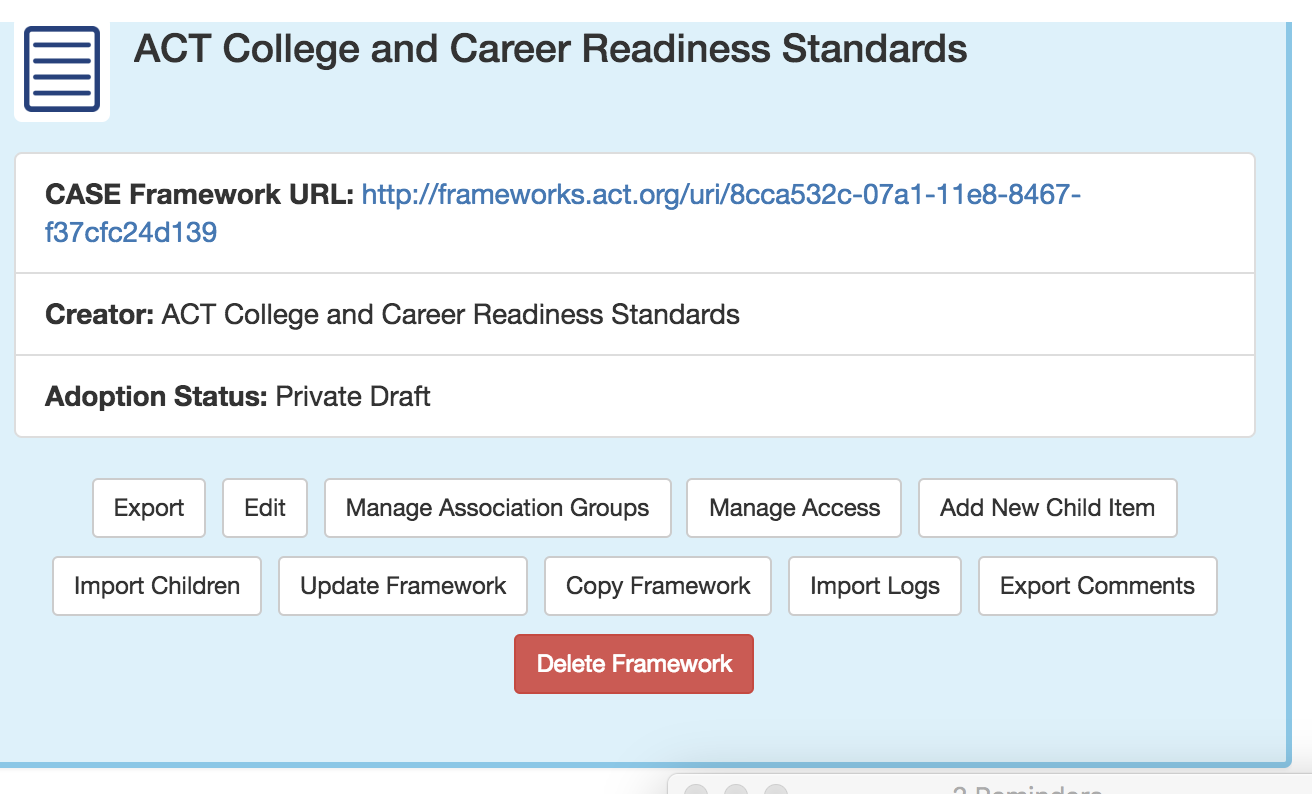 ACT College and Career Readiness Standards
CASE Framework URL: http://frameworks.act.org/uri/8cca532c-07a1-11e8-8467-
f37cfc24d139
Creator: ACT College and Career Readiness Standards
Adoption Status: Private Draft
Export Edit Manage Association Groups Manage Access Add New Child Item
Import Children Update Framework Copy Framework Import Logs Export Comments
Delete Framework